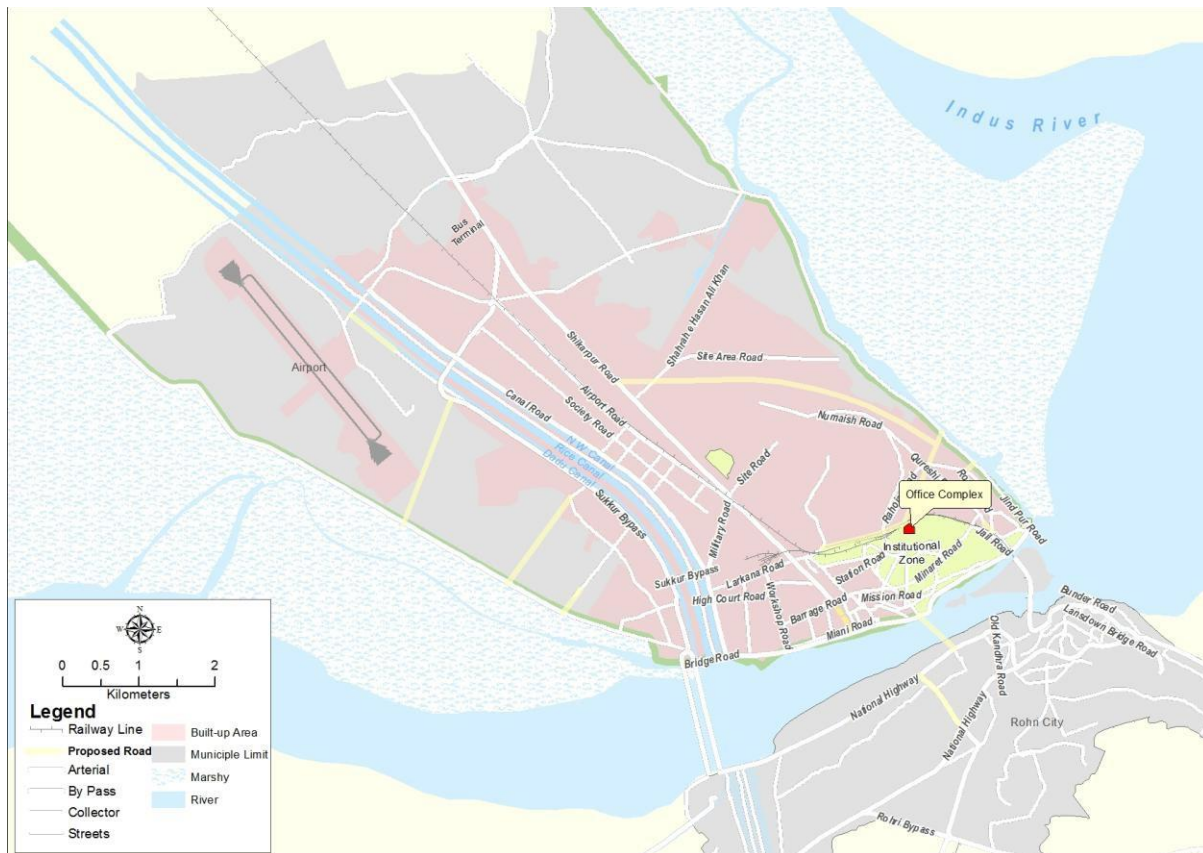 Indus River
Bus
Terminal
Shahrah e Hasan Ali Khan
Shikarpur Road
Site Area Road
Airport
Airport Road
Society Road
Canal Road
Numaish Road
N.W Canal
Rice Canal
Dadu Canal
Site Road
Qureshi
Office Complex
Jind Pur Road
Sukkur Bypass
Military Road
Jail Road
Institutional
Zone
Station Road
Minaret Road
Sukkur Bypass
Larkana Road
High Court Road
Workshop Road
Barrage Road
Mission Road
Miani Road
Bridge Road
Bunder Road
Lansdown Bridge Road
Old Kandhra Road
National Highway
National Highway
Rohri City
Rohri Bypass
N
W E
S
0 0.5 1 2
Kilometers
Legend
Railway Line
Proposed Road
Arterial
By Pass
Collector
Streets
Built-up Area
Municiple Limit
Marshy
River